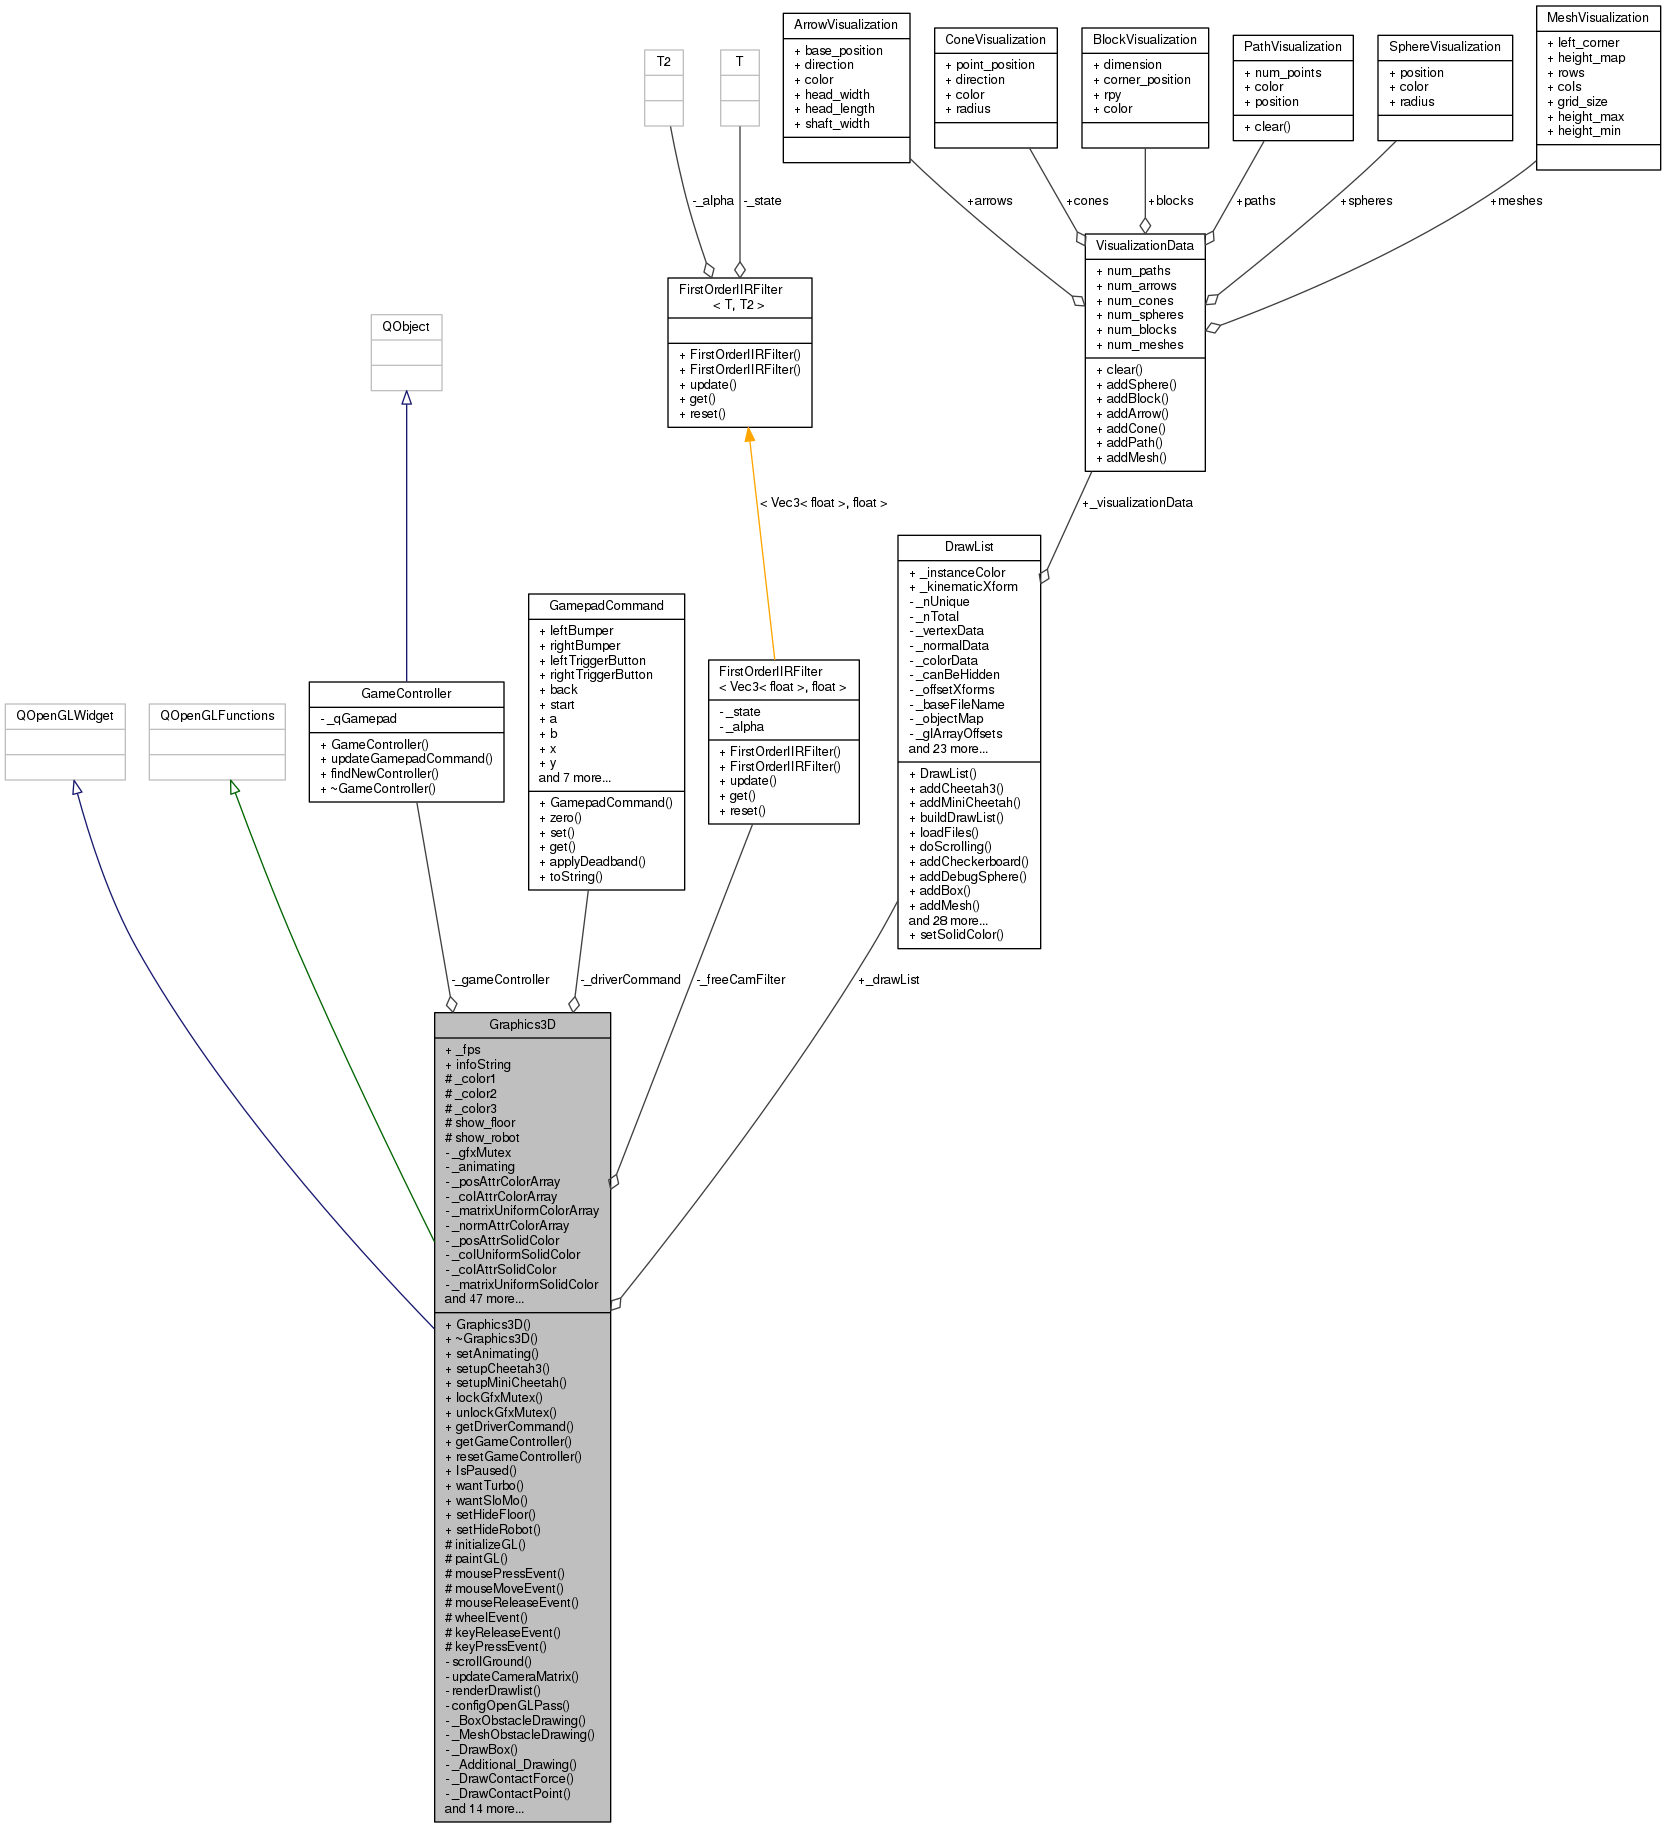 T2
T
ArrowVisualization
+ base_position
+ direction
+ color
+ head_width
+ head_length
+ shaft_width
ConeVisualization
+ point_position
+ direction
+ color
+ radius
BlockVisualization
+ dimension
+ corner_position
+ rpy
+ color
PathVisualization
+ num_points
+ color
+ position
+ clear()
SphereVisualization
+ position
+ color
+ radius
MeshVisualization
+ left_corner
+ height_map
+ rows
+ cols
+ grid_size
+ height_max
+ height_min
-_alpha
-_state
+arrows
+cones
+blocks
+paths
+spheres
+meshes
FirstOrderIIRFilter
< T, T2 >
+ FirstOrderIIRFilter()
+ FirstOrderIIRFilter()
+ update()
+ get()
+ reset()
VisualizationData
+ num_paths
+ num_arrows
+ num_cones
+ num_spheres
+ num_blocks
+ num_meshes
+ clear()
+ addSphere()
+ addBlock()
+ addArrow()
+ addCone()
+ addPath()
+ addMesh()
QObject
< Vec3< float >, float >
+_visualizationData
DrawList
+ _instanceColor
+ _kinematicXform
- _nUnique
- _nTotal
- _vertexData
- _normalData
- _colorData
- _canBeHidden
- _offsetXforms
- _baseFileName
- _objectMap
- _glArrayOffsets
and 23 more...
+ DrawList()
+ addCheetah3()
+ addMiniCheetah()
+ buildDrawList()
+ loadFiles()
+ doScrolling()
+ addCheckerboard()
+ addDebugSphere()
+ addBox()
+ addMesh()
and 28 more...
+ setSolidColor()
GamepadCommand
+ leftBumper
+ rightBumper
+ leftTriggerButton
+ rightTriggerButton
+ back
+ start
+ a
+ b
+ x
+ y
and 7 more...
+ GamepadCommand()
+ zero()
+ set()
+ get()
+ applyDeadband()
+ toString()
FirstOrderIIRFilter
< Vec3< float >, float >
- _state
- _alpha
+ FirstOrderIIRFilter()
+ FirstOrderIIRFilter()
+ update()
+ get()
+ reset()
GameController
- _qGamepad
+ GameController()
+ updateGamepadCommand()
+ findNewController()
+ ~GameController()
QOpenGLWidget
QOpenGLFunctions
-_gameController
-_driverCommand
-_freeCamFilter
+_drawList
Graphics3D
+ _fps
+ infoString
# _color1
# _color2
# _color3
# show_floor
# show_robot
- _gfxMutex
- _animating
- _posAttrColorArray
- _colAttrColorArray
- _matrixUniformColorArray
- _normAttrColorArray
- _posAttrSolidColor
- _colUniformSolidColor
- _colAttrSolidColor
- _matrixUniformSolidColor
and 47 more...
+ Graphics3D()
+ ~Graphics3D()
+ setAnimating()
+ setupCheetah3()
+ setupMiniCheetah()
+ lockGfxMutex()
+ unlockGfxMutex()
+ getDriverCommand()
+ getGameController()
+ resetGameController()
+ IsPaused()
+ wantTurbo()
+ wantSloMo()
+ setHideFloor()
+ setHideRobot()
# initializeGL()
# paintGL()
# mousePressEvent()
# mouseMoveEvent()
# mouseReleaseEvent()
# wheelEvent()
# keyReleaseEvent()
# keyPressEvent()
- scrollGround()
- updateCameraMatrix()
- renderDrawlist()
- configOpenGLPass()
- _BoxObstacleDrawing()
- _MeshObstacleDrawing()
- _DrawBox()
- _Additional_Drawing()
- _DrawContactForce()
- _DrawContactPoint()
and 14 more...